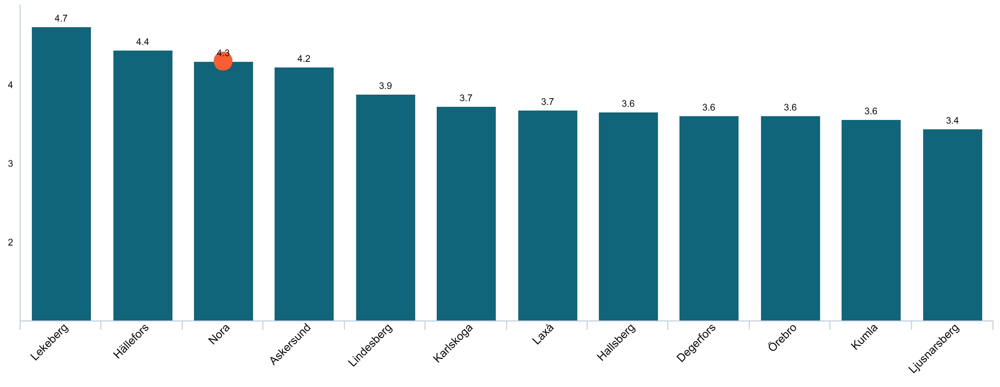 4.7
4.4
4.3
4.2
3.9
3.7
3.7
3.6
3.6
3.6
3.6
3.4
4
3
2
Lekeberg
Hällefors
Nora
Askersund
Lindesberg
Karlskoga
Laxå
Hallsberg
Degerfors
Örebro
Kumla
Ljusnarsberg